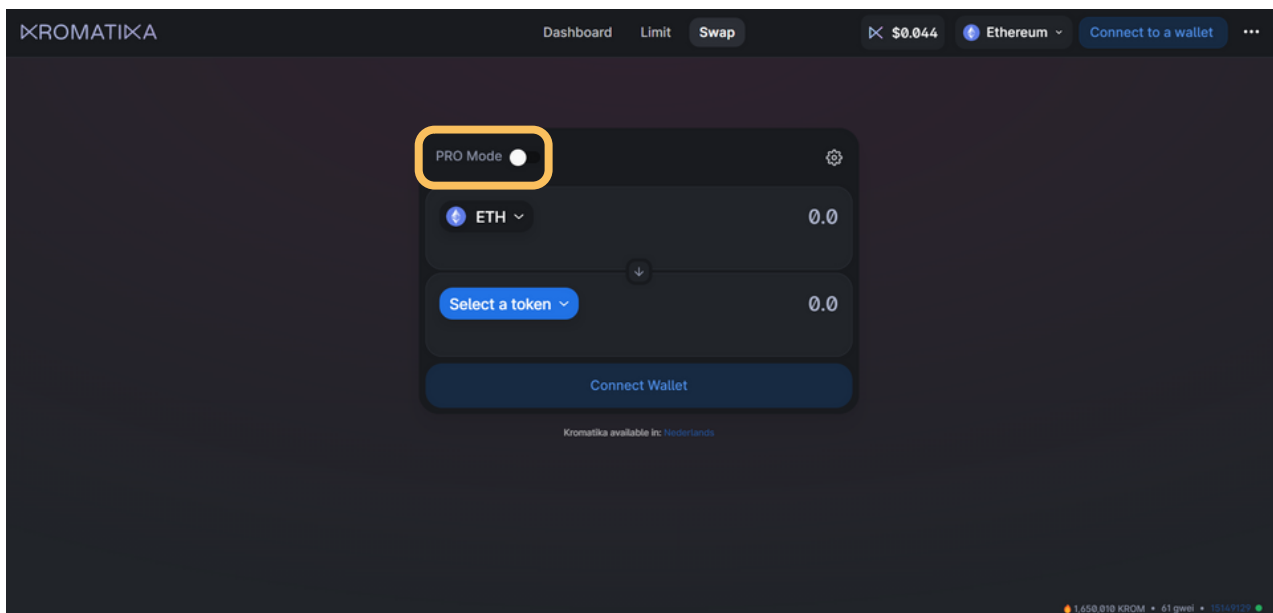 KROMATIKA Dashboard Limit Swap $0.044 Ethereum Connect to a wallet
PRO Mode
ETH 0.0
Select a token 0.0
Connect Wallet
Kromatika available in: Nederlands
1,650,010 KROM • 61 gwei • 15169129